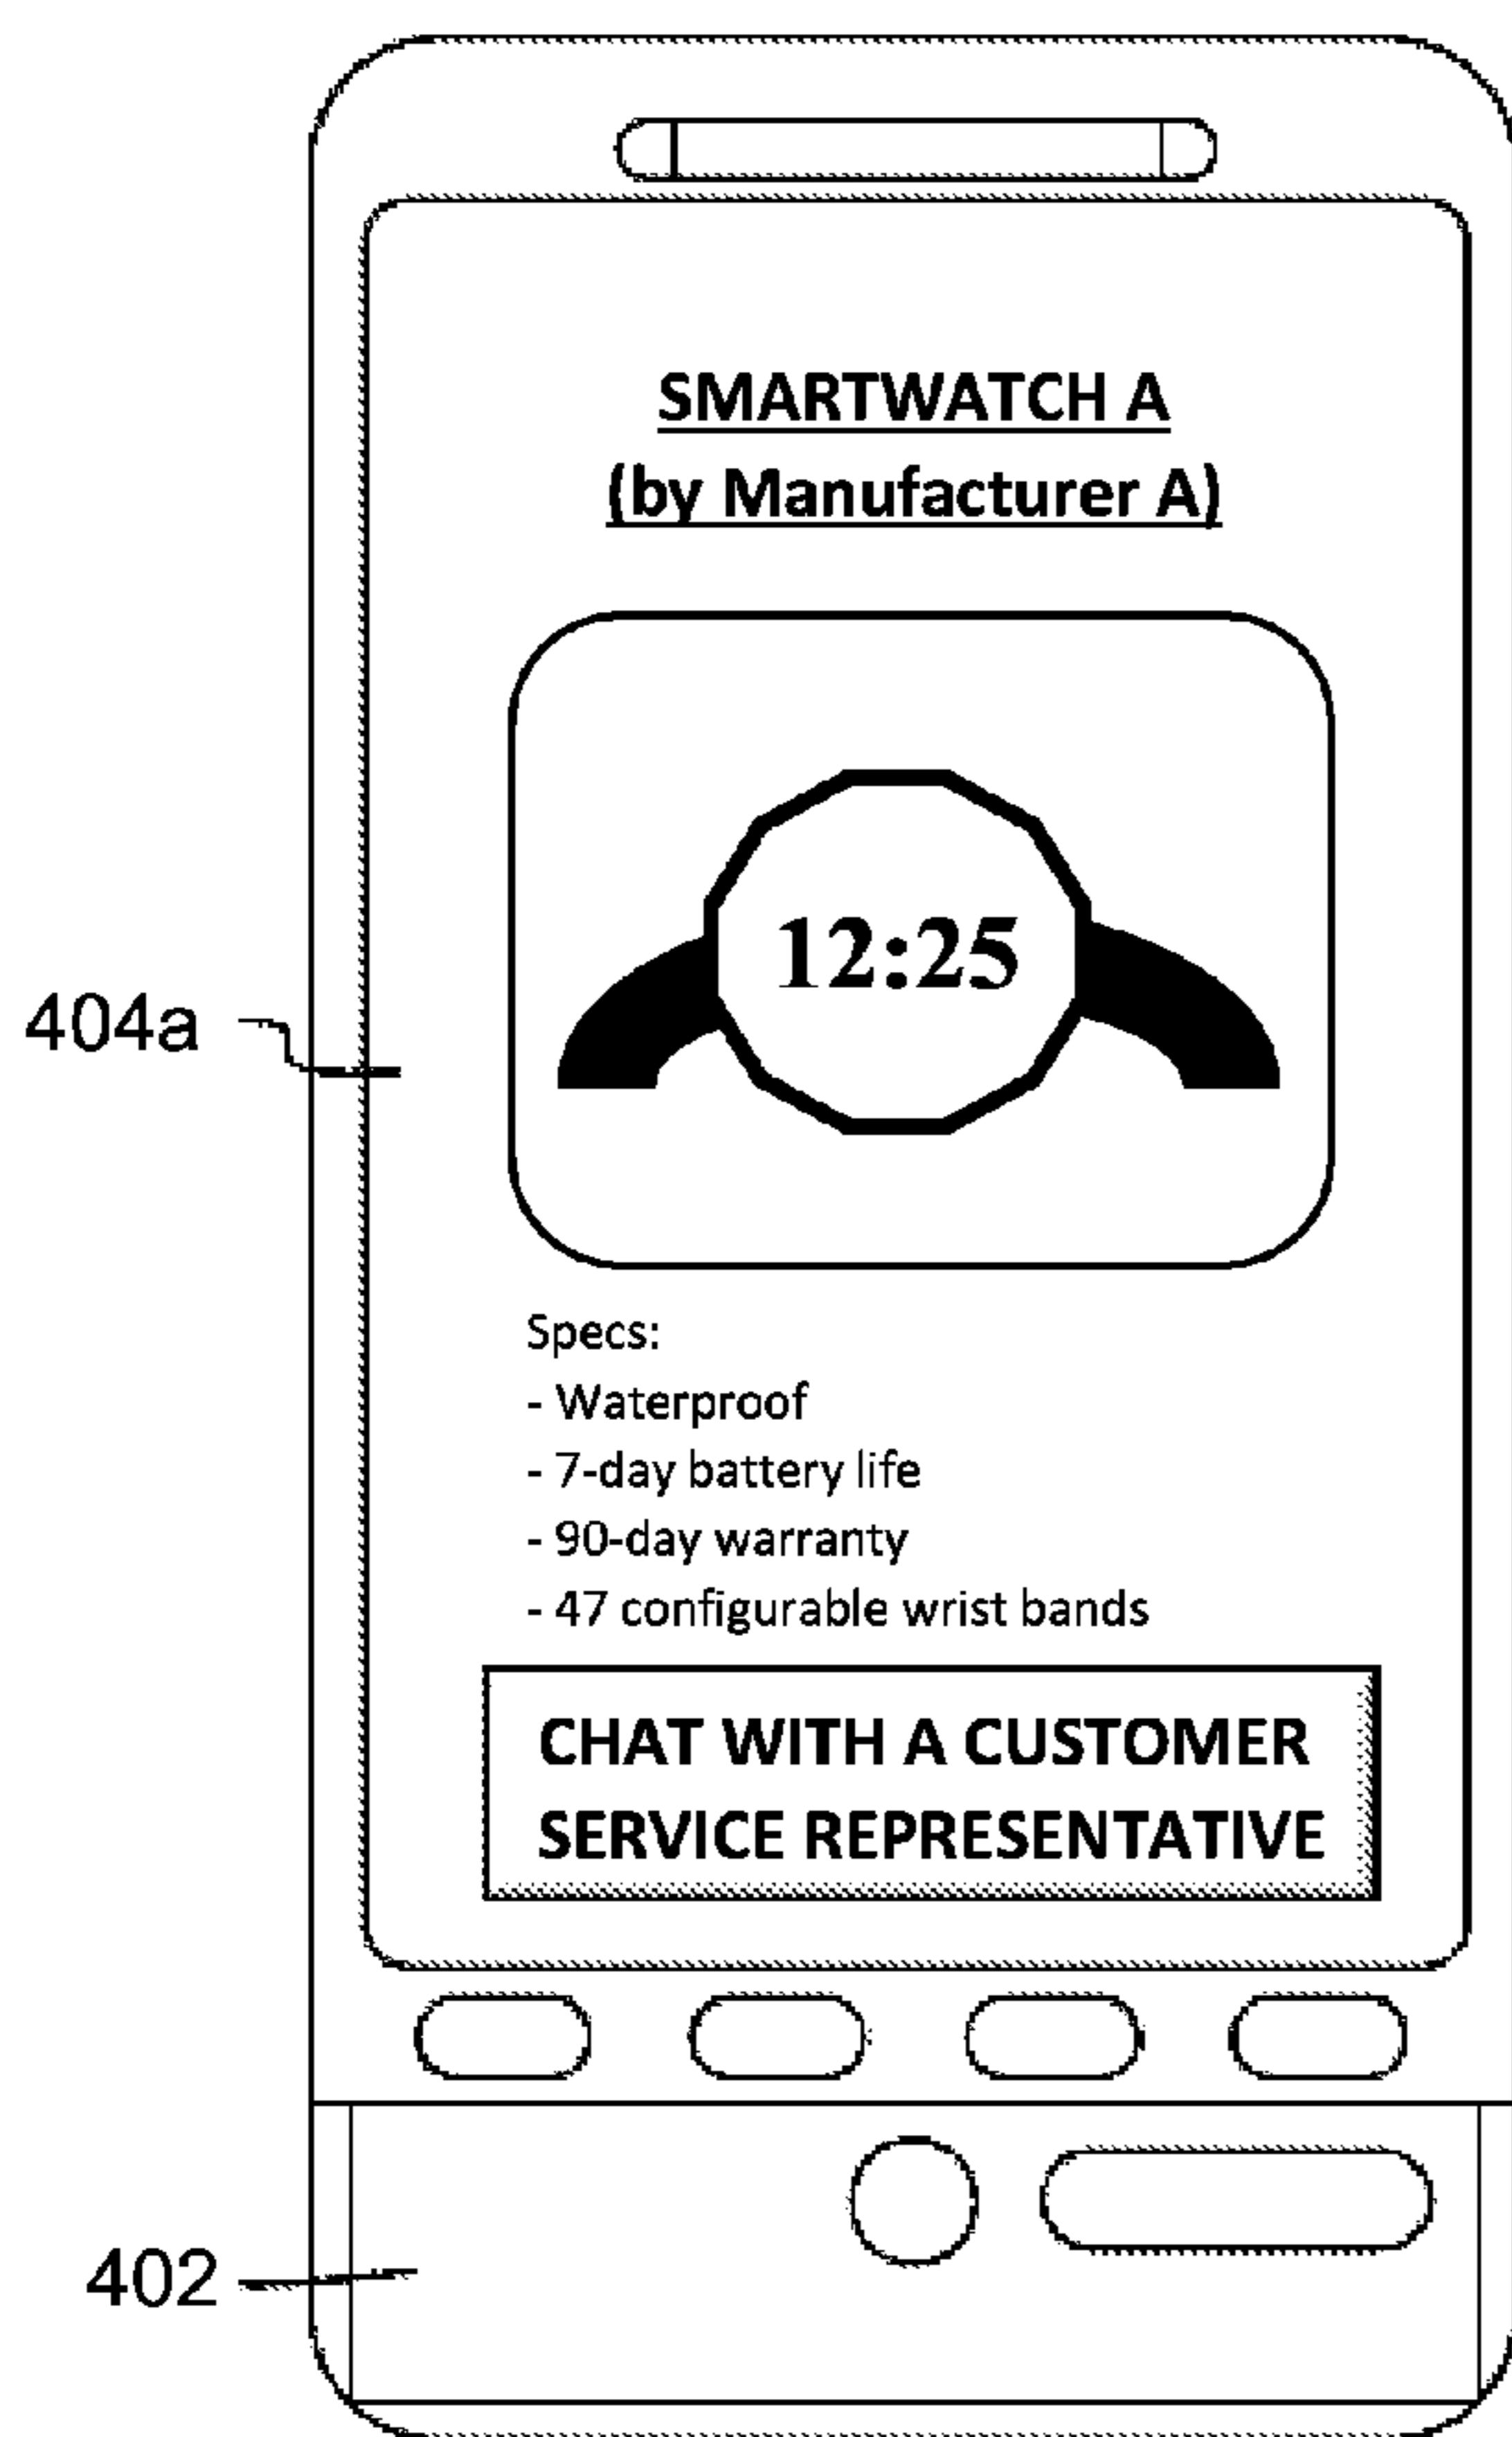 SMARTWATCH A
(by Manufacturer A)
12:25
404a
Specs:
- Waterproof
- 7-day battery life
- 90-day warranty
- 47 configurable wrist bands
CHAT WITH A CUSTOMER
SERVICE REPRESENTATIVE
402